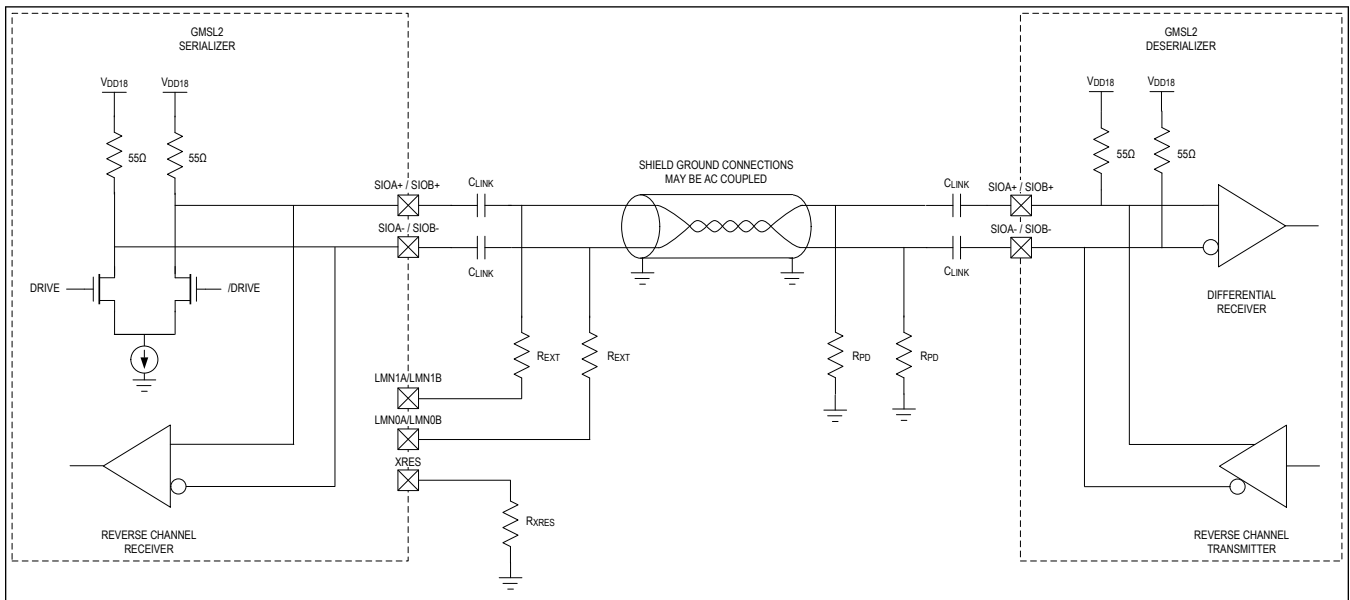 GMSL2
SERIALIZER
GMSL2
DESERIALIZER
VDD18
VDD18
VDD18
VDD18
55Ω
55Ω
55Ω
55Ω
SHIELD GROUND CONNECTIONS
MAY BE AC COUPLED
SIOA+ / SIOB+
CLINK
CLINK
SIOA+ / SIOB+
SIOA- / SIOB-
CLINK
CLINK
SIOA- / SIOB-
DRIVE
/DRIVE
DIFFERENTIAL
RECEIVER
REXT
REXT
RPD
RPD
LMN1A/LMN1B
LMN0A/LMN0B
XRES
RXRES
REVERSE CHANNEL
RECEIVER
REVERSE CHANNEL
TRANSMITTER